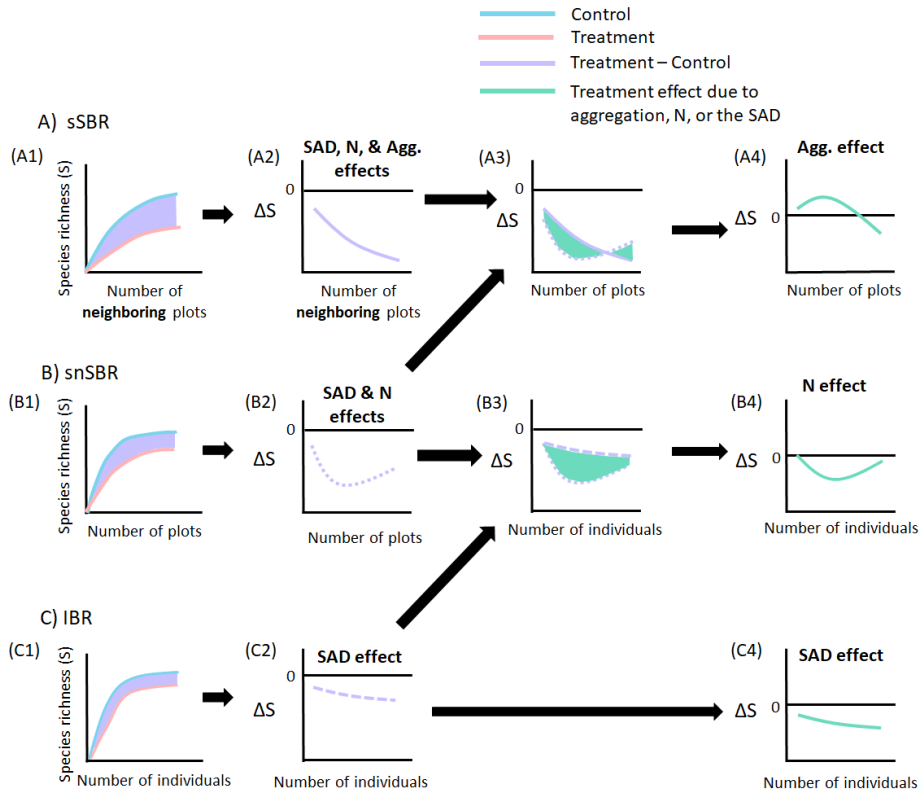 Control
Treatment
Treatment – Control
Treatment effect due to
aggregation, N, or the SAD
A) sSBR
(A1)
Species richness (S)
Number of
neighboring plots
(A2)
SAD, N, & Agg.
effects
0
ΔS
Number of
neighboring plots
(A3)
0
ΔS
Number of plots
(A4)
Agg. effect
ΔS
0
Number of plots
B) snSBR
(B1)
Species richness (S)
Number of plots
(B2)
SAD & N
effects
0
ΔS
Number of plots
(B3)
0
ΔS
Number of individuals
(B4)
N effect
ΔS
0
Number of individuals
C) IBR
(C1)
Species richness (S)
Number of individuals
(C2)
SAD effect
0
ΔS
Number of individuals
(C4)
SAD effect
ΔS
0
Number of individuals